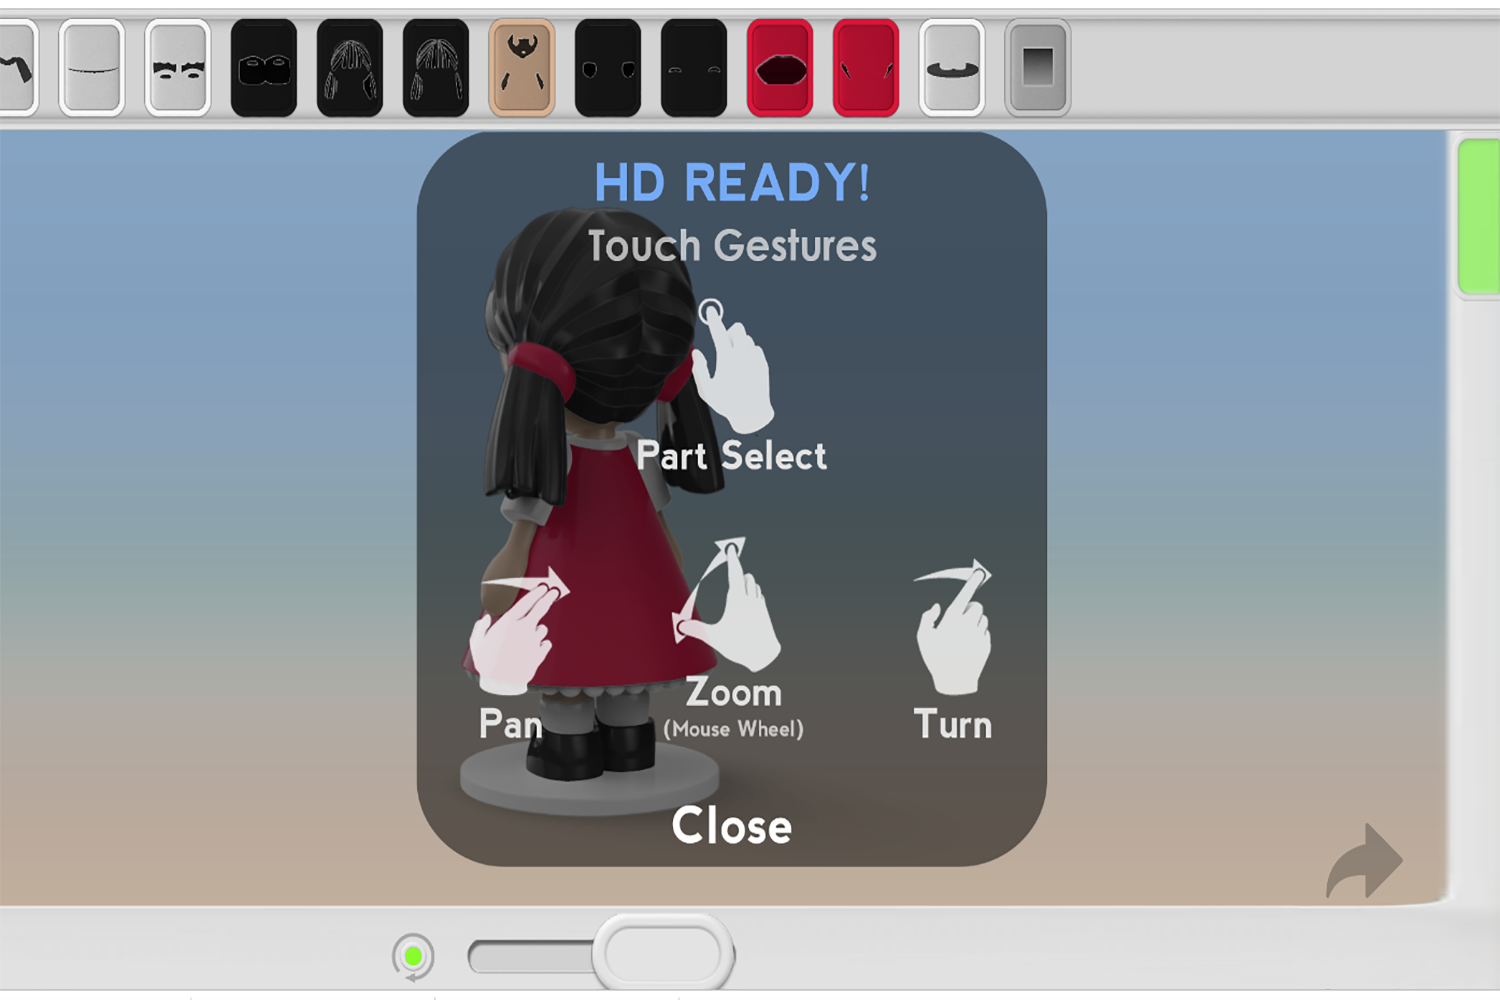 HD READY!
Touch Gestures
Part Select
Pan
Zoom
(Mouse Wheel)
Turn
Close